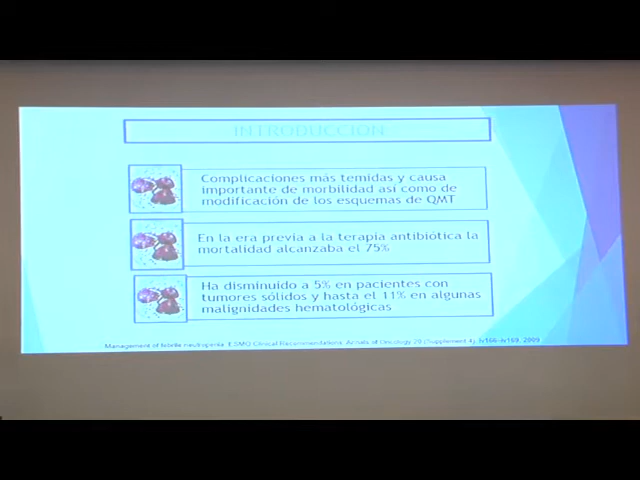 INTRODUCCIÓN
Complicaciones más temidas y causa
importante de morbilidad así como de
modificación de los esquemas de QMT
En la era previa a la terapia antibiótica la
mortalidad alcanzaba el 75%
Ha disminuido a 5% en pacientes con
tumores sólidos y hasta el 11% en algunas
malignidades hematológicas
Management of febrile neutropenia: ESMO Clinical Recommendations. Annals of Oncology 20 (Supplement 4): iv166–iv169, 2009